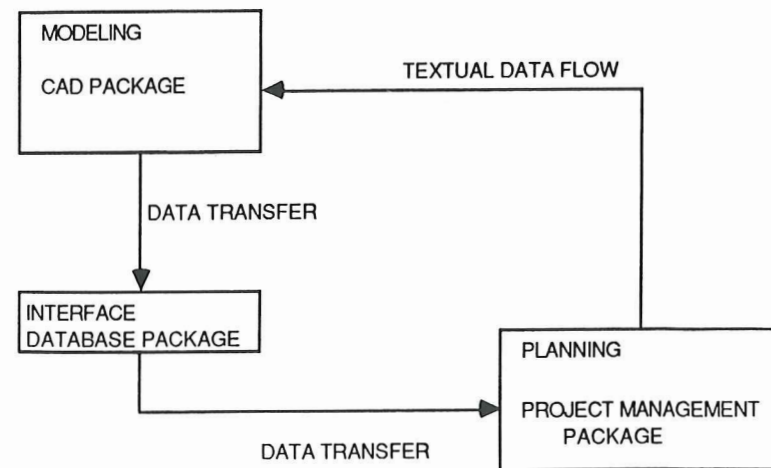 MODELING
CAD PACKAGE
TEXTUAL DATA FLOW
DATA TRANSFER
INTERFACE
DATABASE PACKAGE
PLANNING
PROJECT MANAGEMENT
PACKAGE
DATA TRANSFER